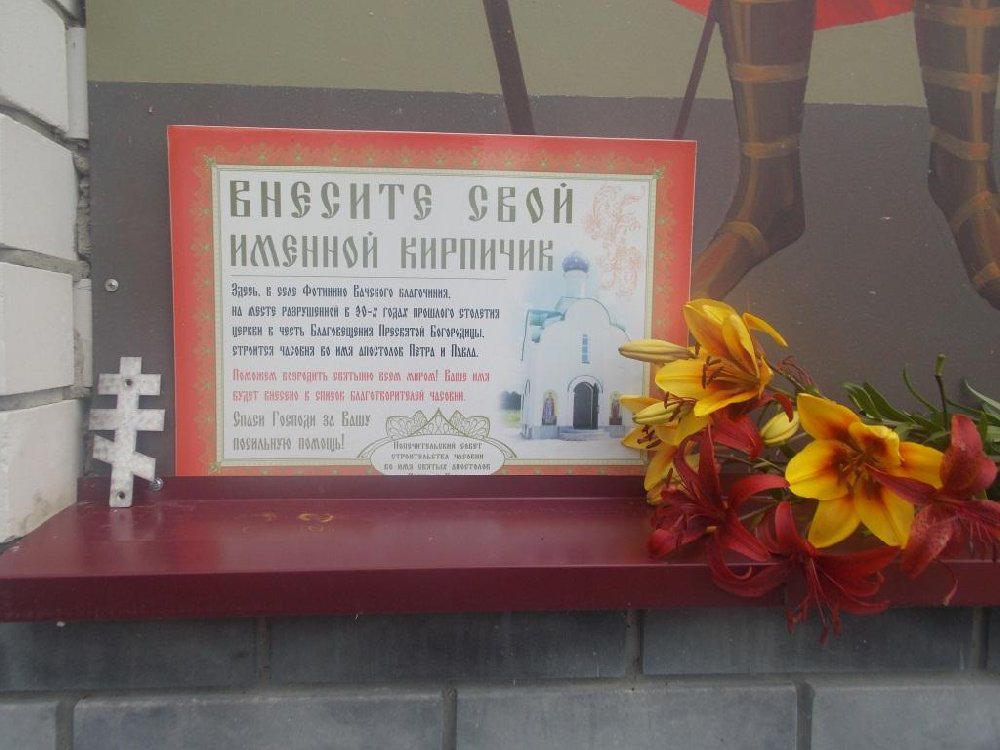 ВНЕСИТЕ СВОЙ
ИМЕННОЙ КИРПИЧИК
Здесь, в селе Фотинино Вачского благочиния,
на месте разрушенной в 30-х годах прошлого столетия
церкви в честь Благовещения Пресвятой Богородицы,
строится часовня во имя апостолов Петра и Павла.
Поможем возродить святыню всем миром! Ваше имя
будет внесено в список благотворителей часовни.
Спаси Господи за Вашу
посильную помощь!
Попечительский совет
строительства часовни
во имя святых апостолов